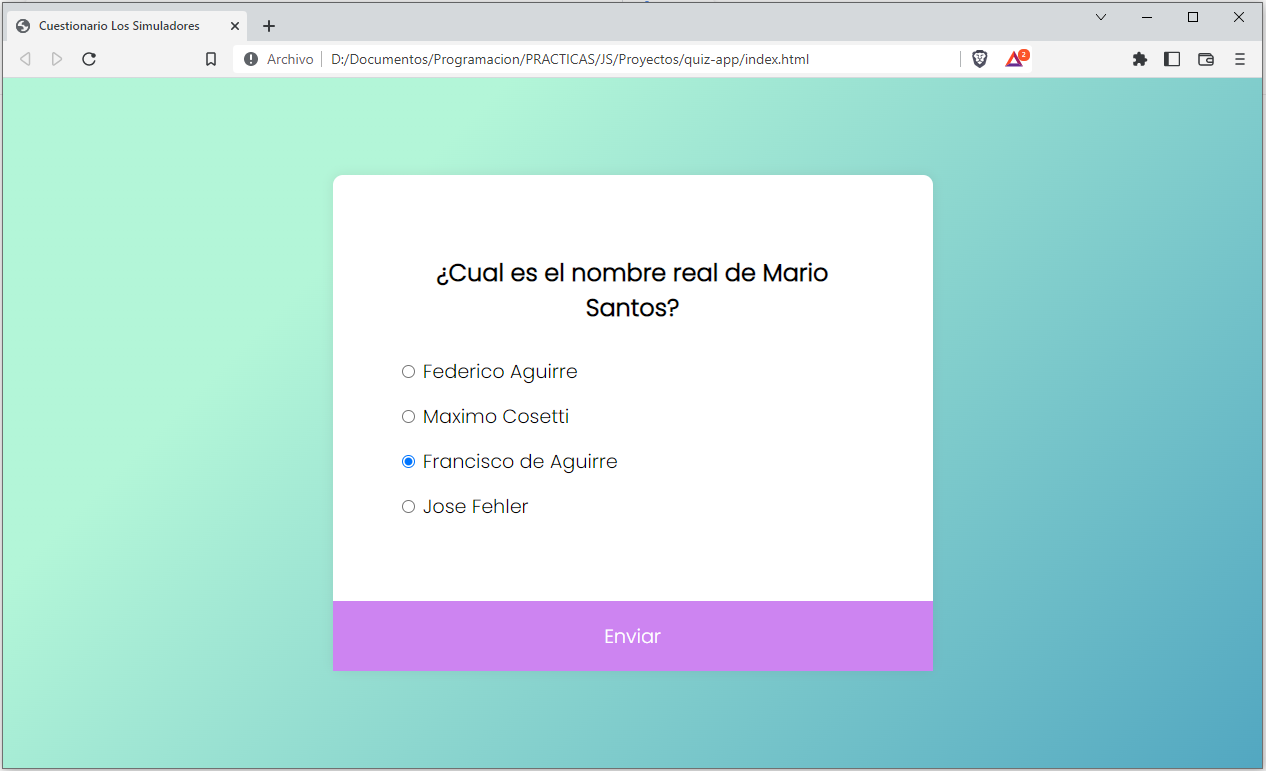 Cuestionario Los Simuladores
Archivo D:/Documentos/Programacion/PRACTICAS/JS/Proyectos/quiz-app/index.html 2
¿Cual es el nombre real de Mario
Santos?
Federico Aguirre
Maximo Cosetti
Francisco de Aguirre
Jose Fehler
Enviar